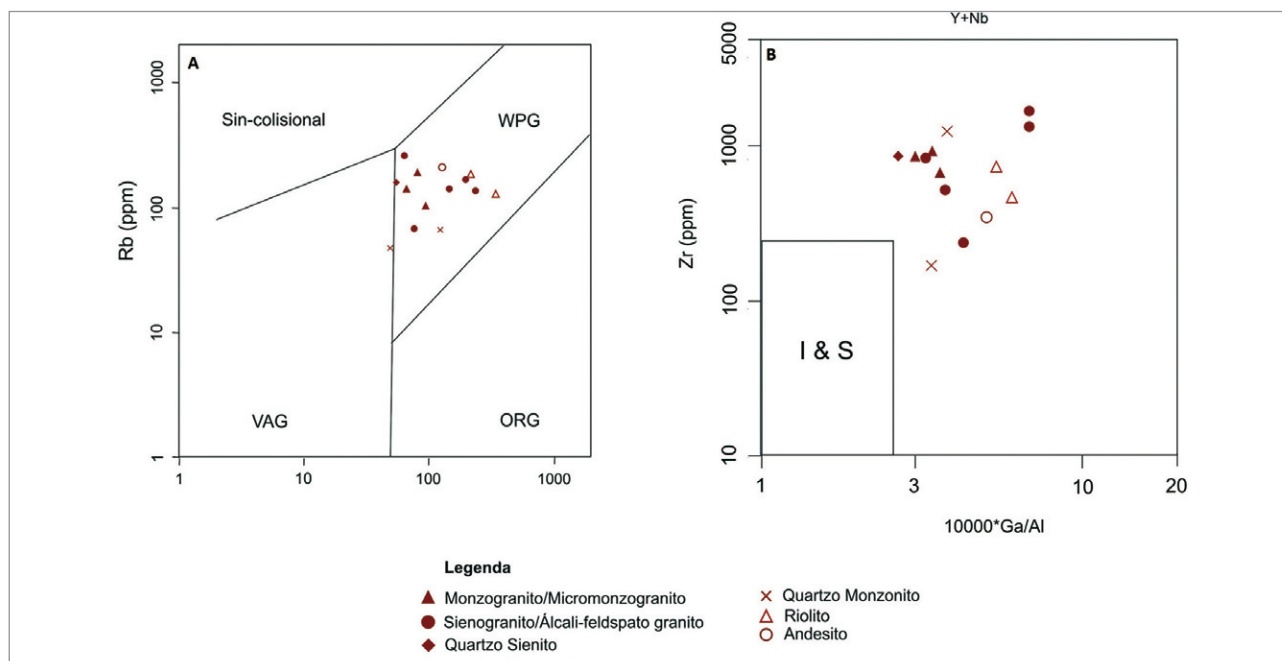 A
1000
100
10
1
Rb (ppm)
Sin-colisional
WPG
VAG
ORG
1
10
100
1000
Y+Nb
B
5000
1000
100
10
Zr (ppm)
I & S
1
3
10
20
10000*Ga/Al
Legenda
Monzogranito/Micromonzogranito
Sienogranito/Álcali-feldspato granito
Quartzo Sienito
Quartzo Monzonito
Riolito
Andesito